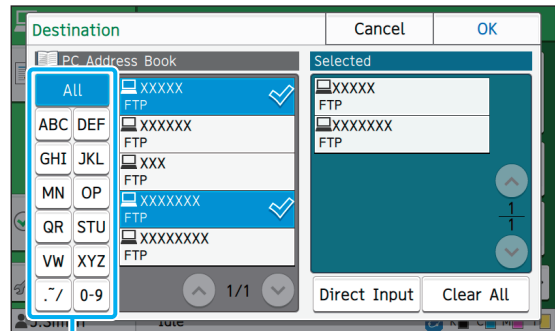 Destination
Cancel
OK
PC Address Book
Selected
All
ABC DEF
GHI JKL
MN OP
QR STU
VW XYZ
.~/ 0-9
XXXXX
FTP
XXXXXX
FTP
XXX
FTP
XXXXXXX
FTP
XXXXXXXX
FTP
1/1
XXXXX
FTP
XXXXXXX
FTP
1
1
Direct Input
Clear All